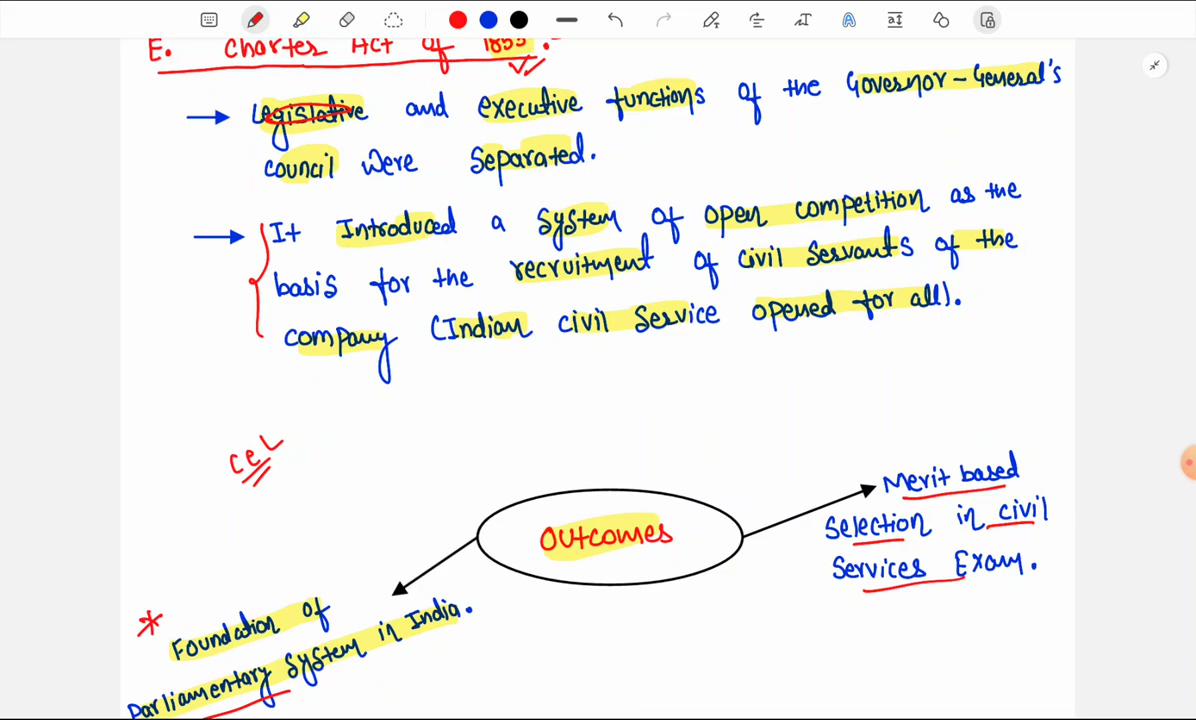 E. Charter Act of 1853.
→ Legislative and executive functions of the Governor-General's
council were separated.
→ It Introduced a system of open competition as the
basis for the recruitment of civil servants of the
company (Indian civil service opened for all).
CeL
Merit based
Selection in civil
Services Exam.
Outcomes
* Foundation of
Parliamentary System in India.